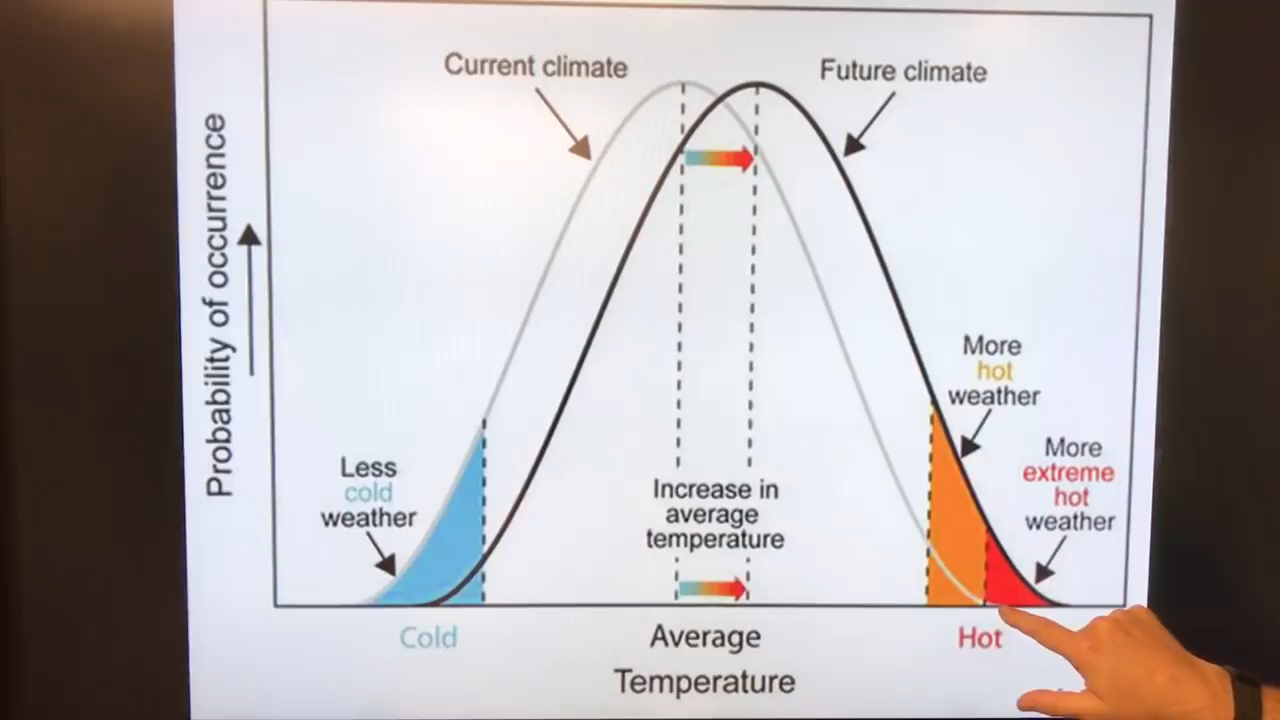 Current climate
Future climate
Probability of occurrence
More
hot
weather
More
extreme
hot
weather
Less
cold
weather
Increase in
average
temperature
Cold
Average
Hot
Temperature